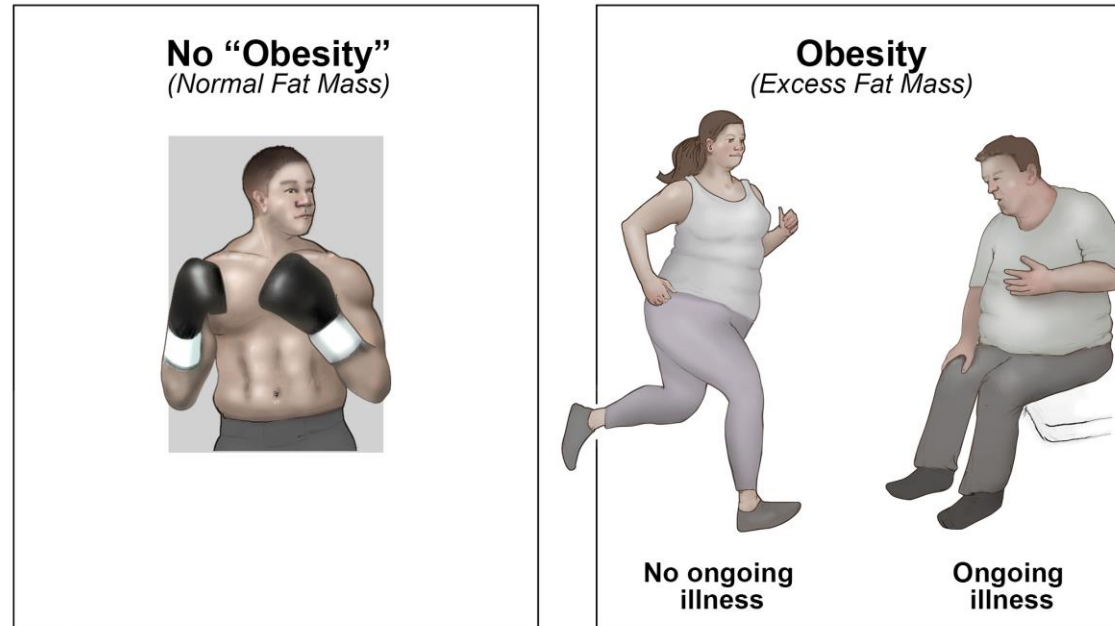 No “Obesity”
(Normal Fat Mass)
Obesity
(Excess Fat Mass)
No ongoing
illness
Ongoing
illness